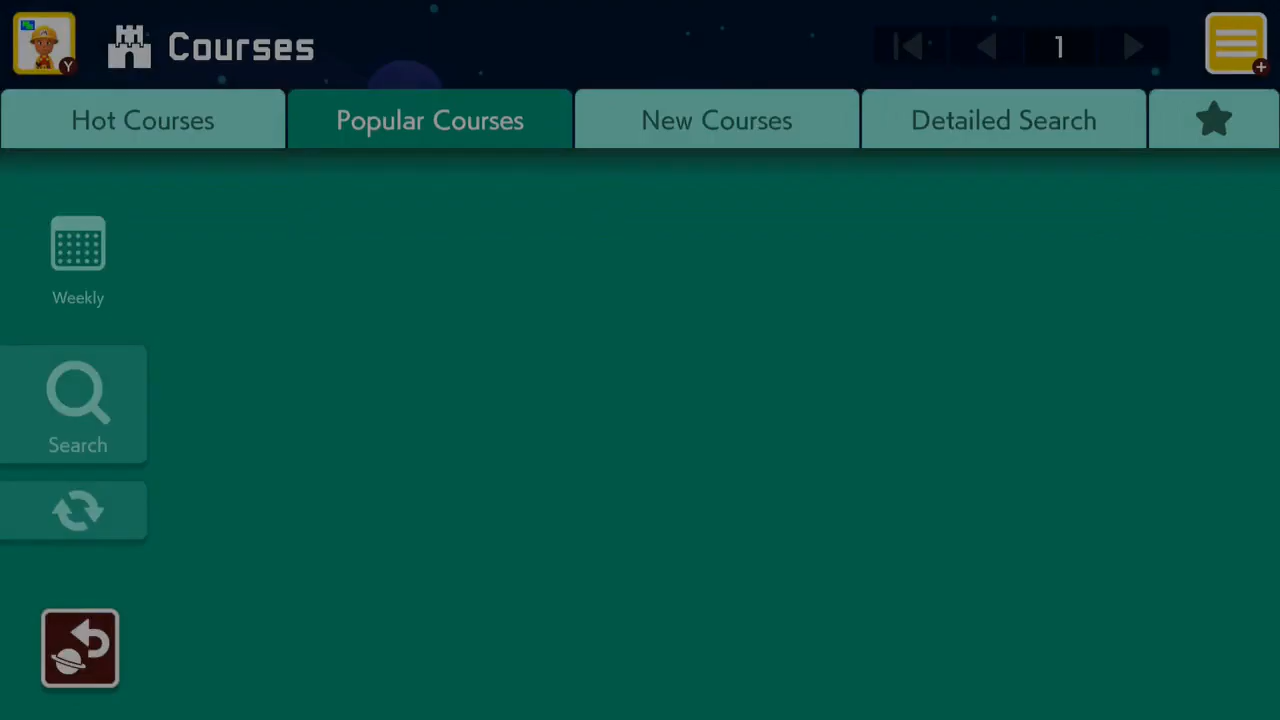 Y
Courses
1
+
Hot Courses
Popular Courses
New Courses
Detailed Search
Weekly
Search